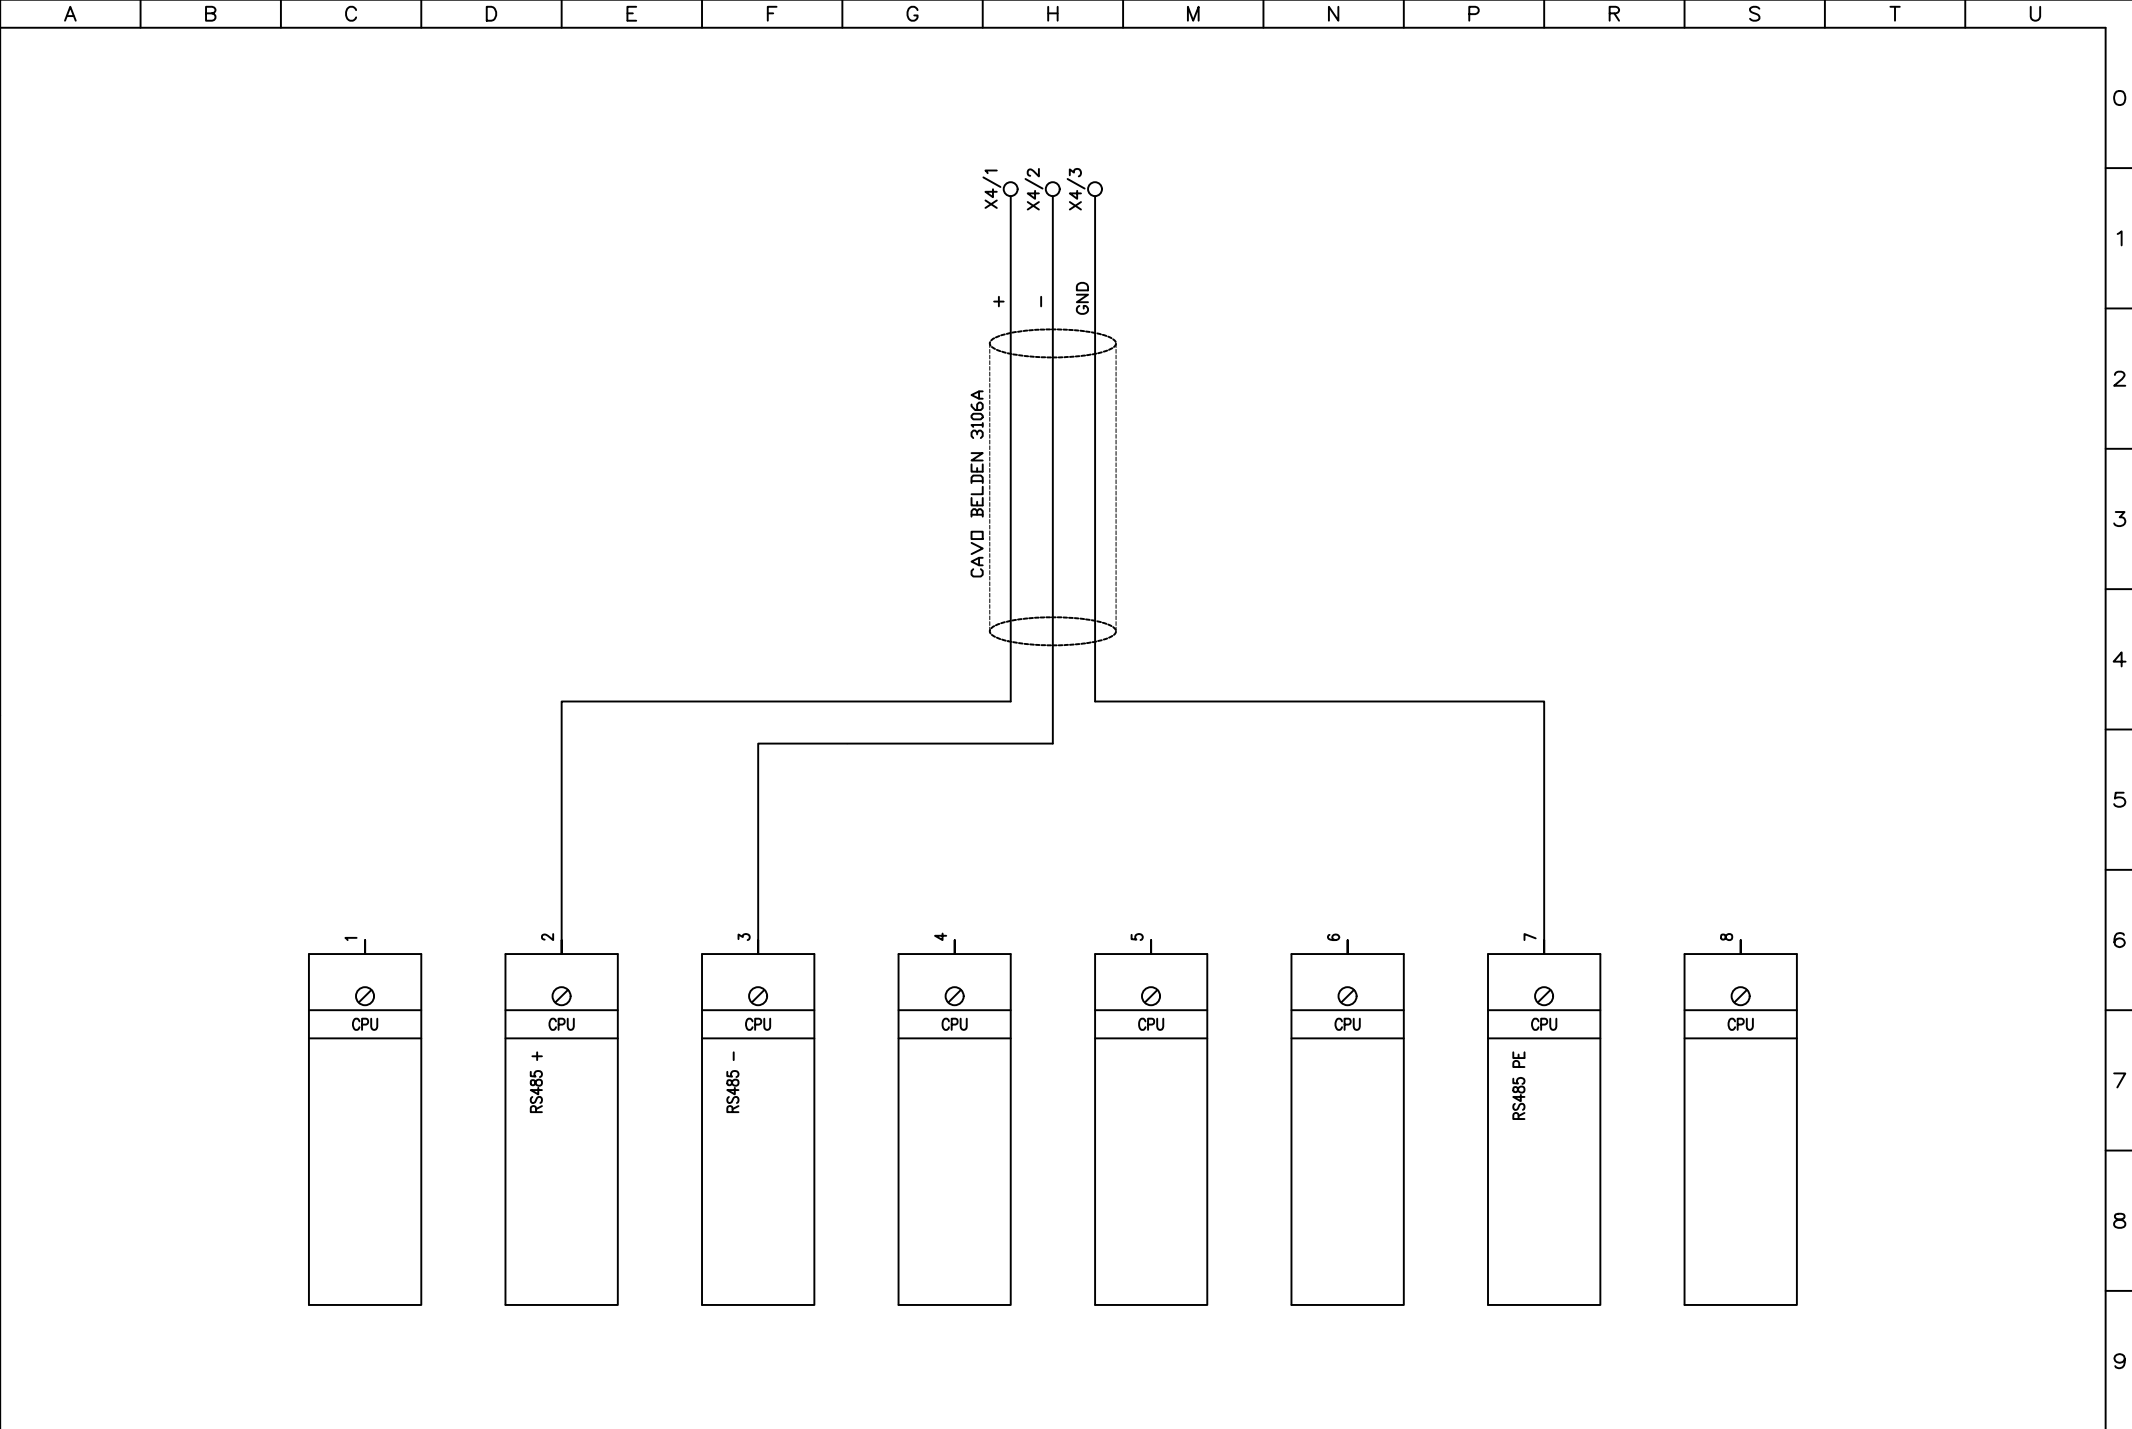 A B C D E F G H M N P R S T U
0
1
2
3
4
5
6
7
8
9
X4/1
X4/2
X4/3
+
-
GND
CAVO BELDEN 3106A
1
2
3
4
5
6
7
8
CPU
CPU
CPU
CPU
CPU
CPU
CPU
CPU
RS485 +
RS485 -
RS485 PE